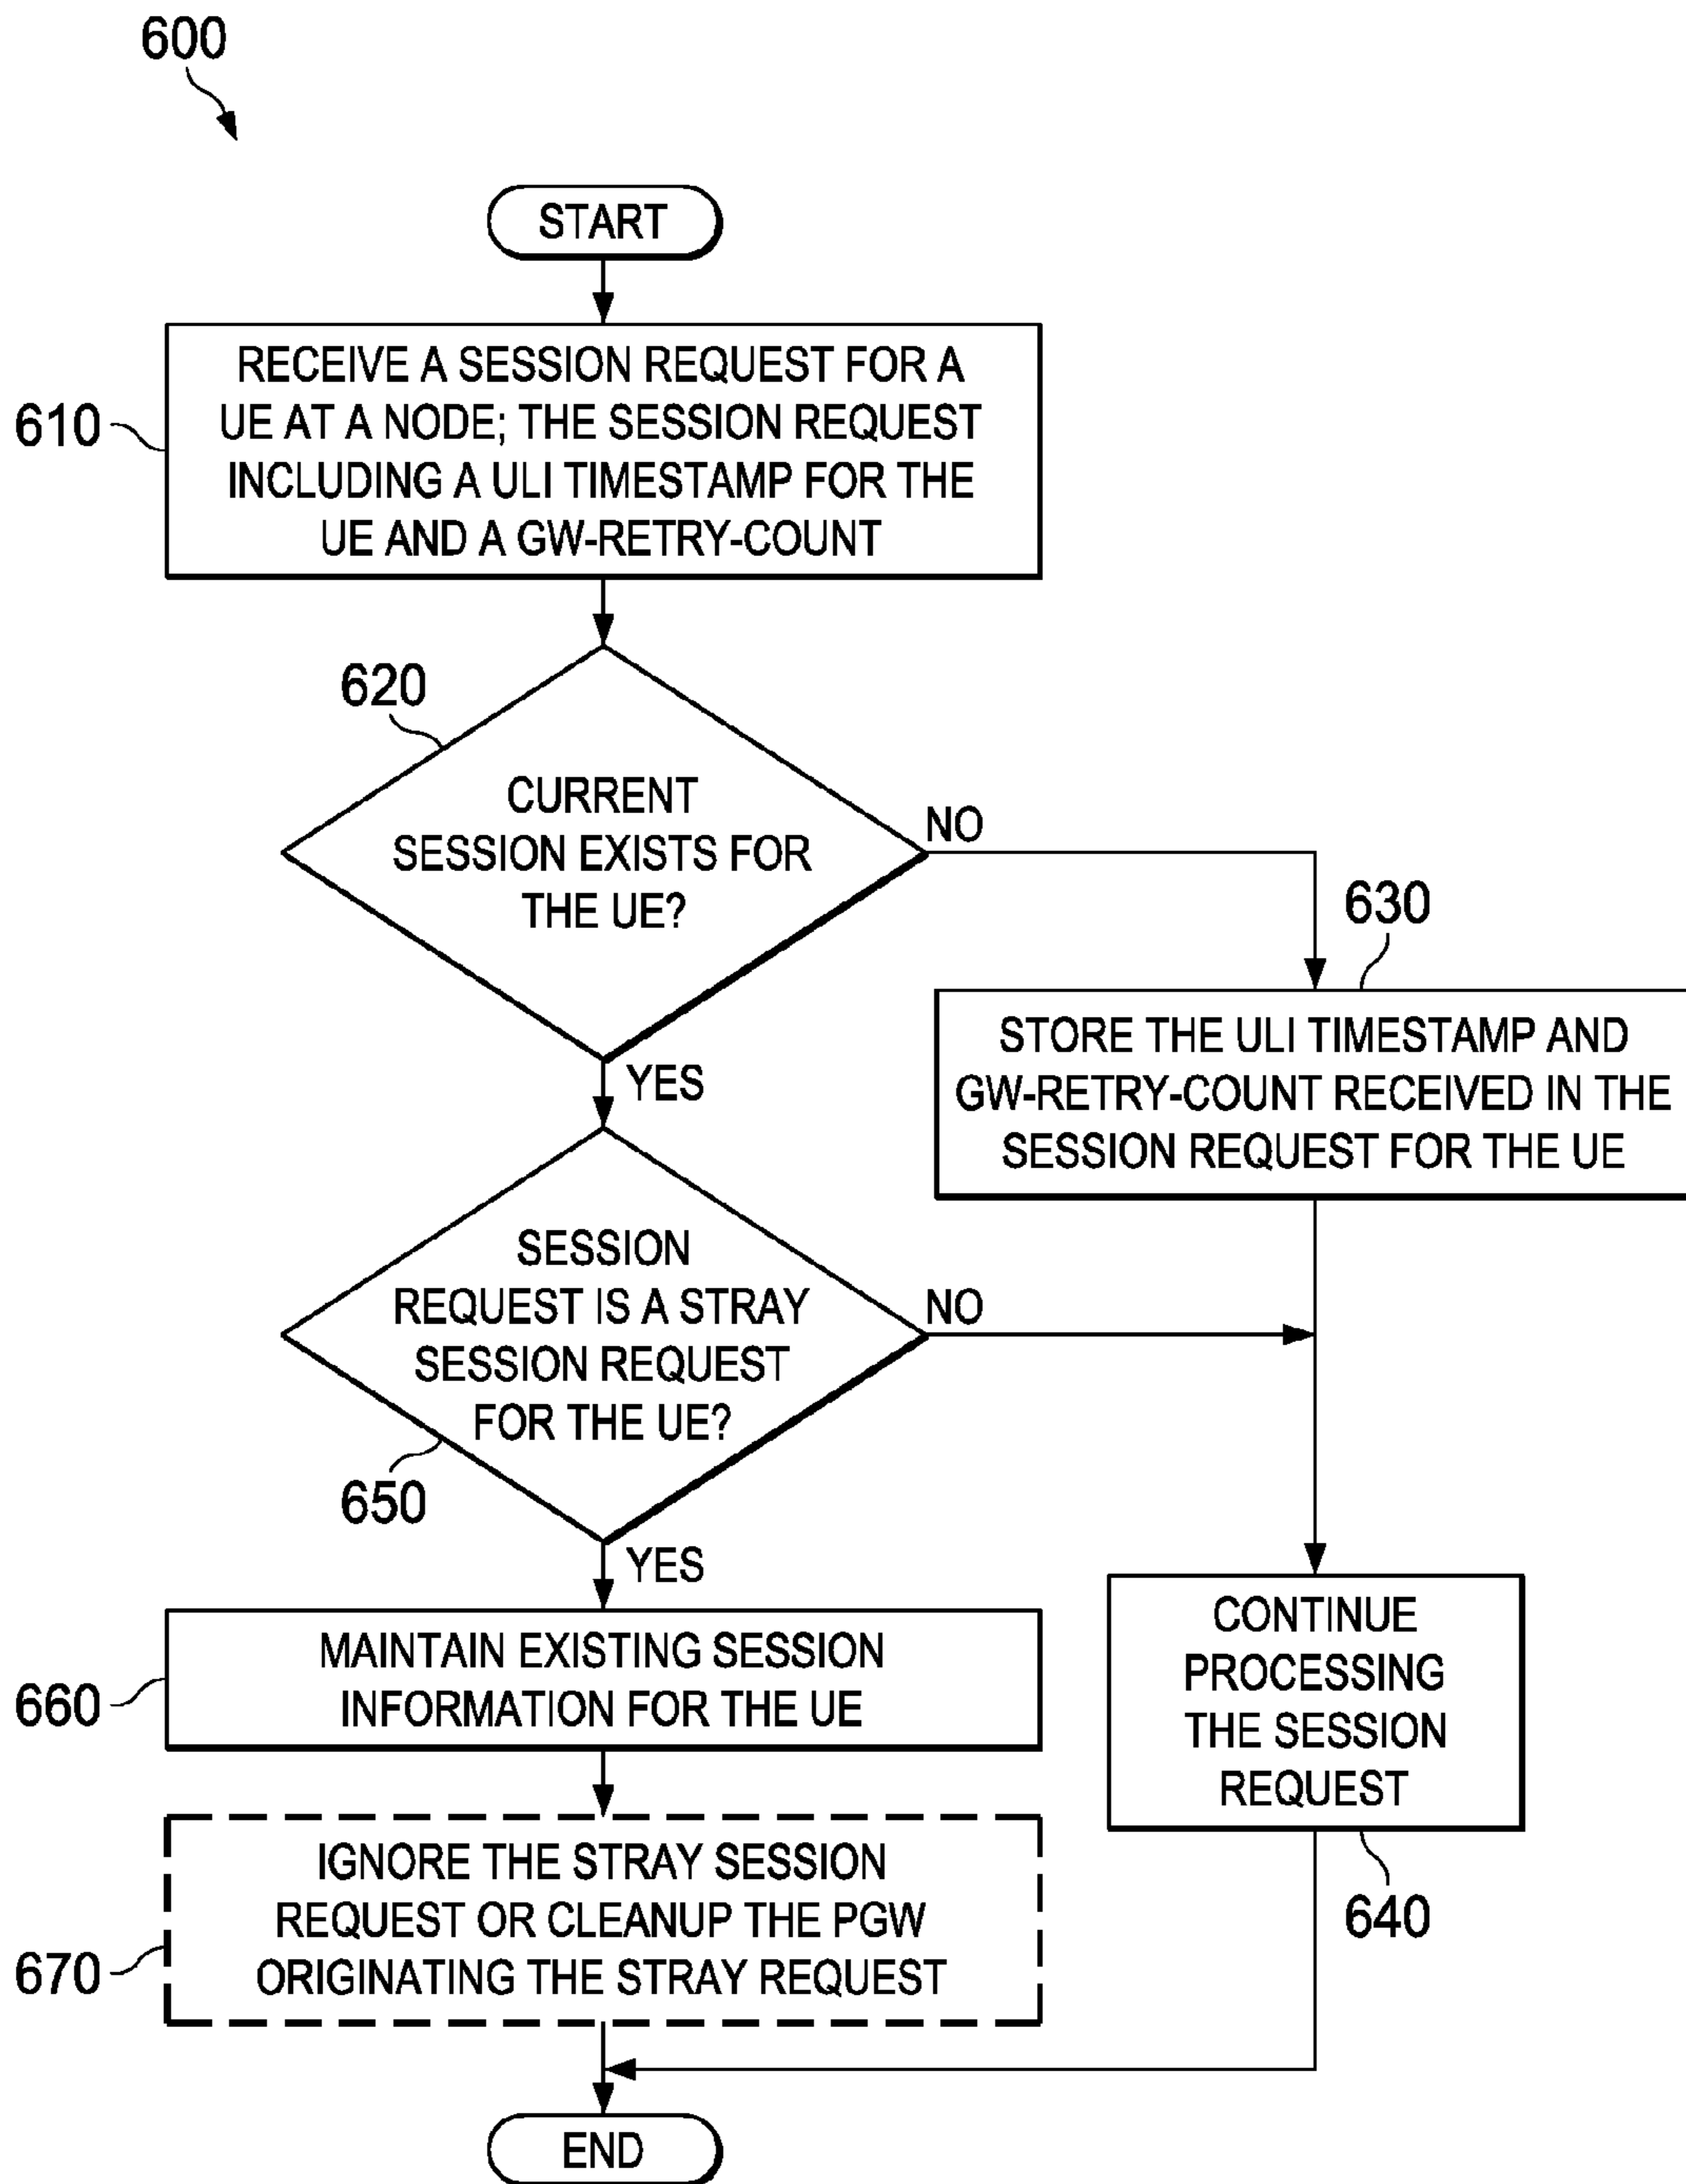 600
START
610
RECEIVE A SESSION REQUEST FOR A
UE AT A NODE; THE SESSION REQUEST
INCLUDING A ULI TIMESTAMP FOR THE
UE AND A GW-RETRY-COUNT
620
CURRENT
SESSION EXISTS FOR
THE UE?
NO
YES
630
STORE THE ULI TIMESTAMP AND
GW-RETRY-COUNT RECEIVED IN THE
SESSION REQUEST FOR THE UE
SESSION
REQUEST IS A STRAY
SESSION REQUEST
FOR THE UE?
NO
650
YES
660
MAINTAIN EXISTING SESSION
INFORMATION FOR THE UE
CONTINUE
PROCESSING
THE SESSION
REQUEST
640
670
IGNORE THE STRAY SESSION
REQUEST OR CLEANUP THE PGW
ORIGINATING THE STRAY REQUEST
END